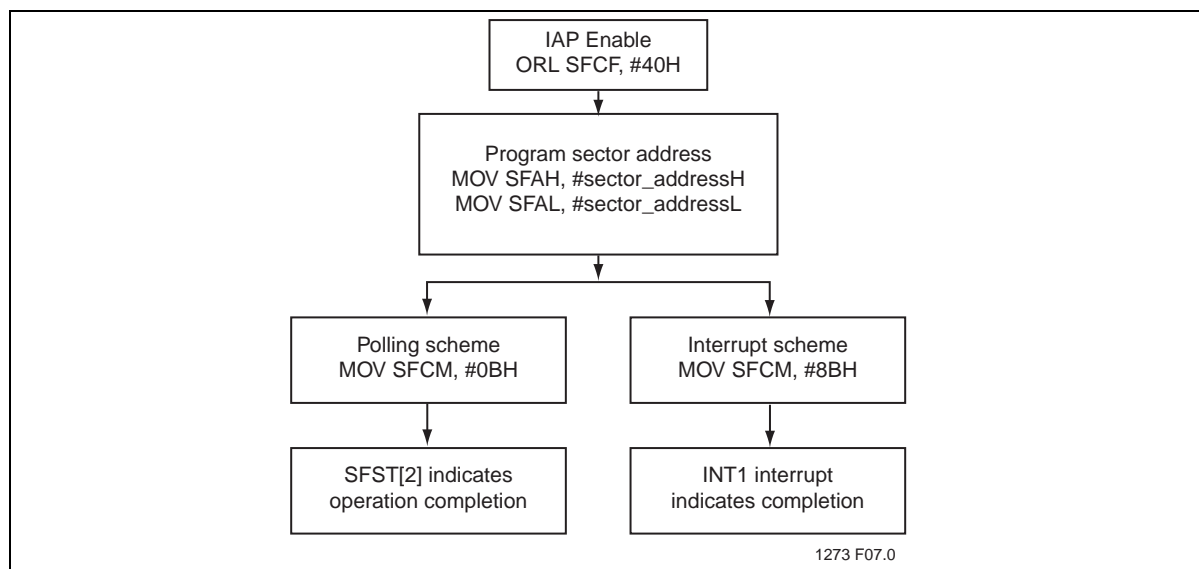 IAP Enable
ORL SFCF, #40H
Program sector address
MOV SFAH, #sector_addressH
MOV SFAL, #sector_addressL
Polling scheme
MOV SFCM, #0BH
Interrupt scheme
MOV SFCM, #8BH
SFST[2] indicates
operation completion
INT1 interrupt
indicates completion
1273 F07.0